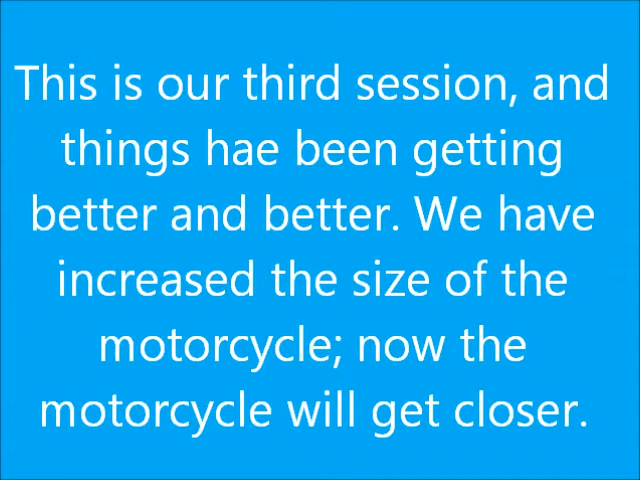 This is our third session, and
things hae been getting
better and better. We have
increased the size of the
motorcycle; now the
motorcycle will get closer.